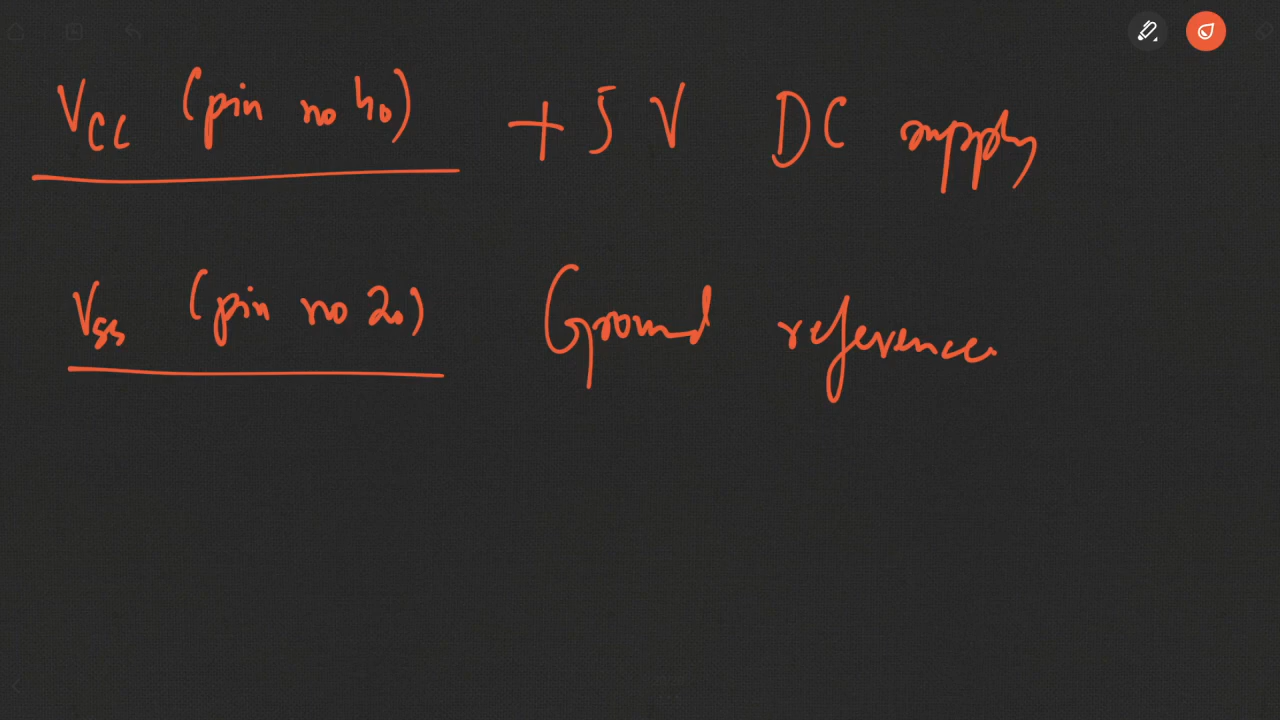 Vcc (pin no 40) +5 V DC supply
Vss (pin no 20) Ground reference